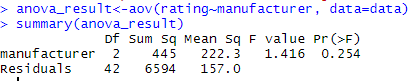 > anova_result<-aov(rating~manufacturer, data=data)
> summary(anova_result)
Df Sum Sq Mean Sq F value Pr(>F)
manufacturer 2 445 222.3 1.416 0.254
Residuals 42 6594 157.0